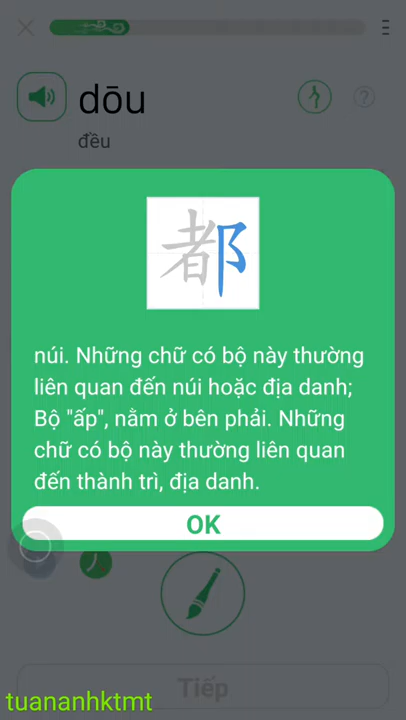 dōu
?
đều
都
núi. Những chữ có bộ này thường
liên quan đến núi hoặc địa danh;
Bộ "ấp", nằm ở bên phải. Những
chữ có bộ này thường liên quan
đến thành trì, địa danh.
OK
Tiếp
tuananhktmt